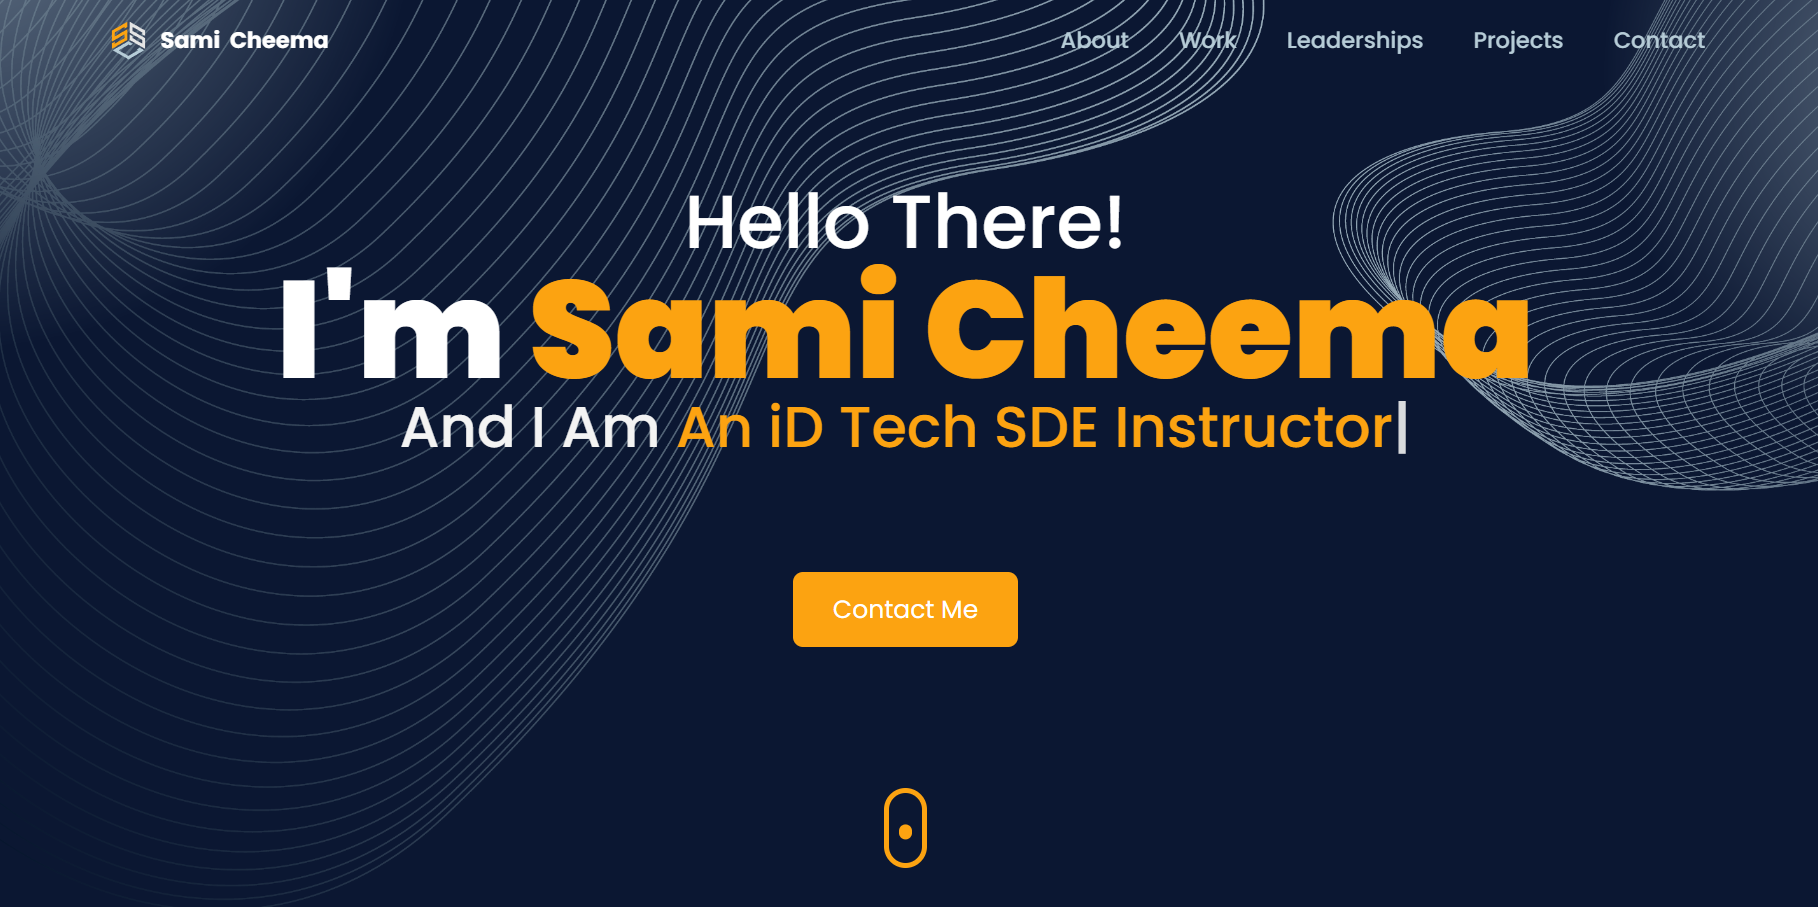 Sami Cheema
About Work Leaderships Projects Contact
Hello There!
I'm Sami Cheema
And I Am An iD Tech SDE Instructor|
Contact Me